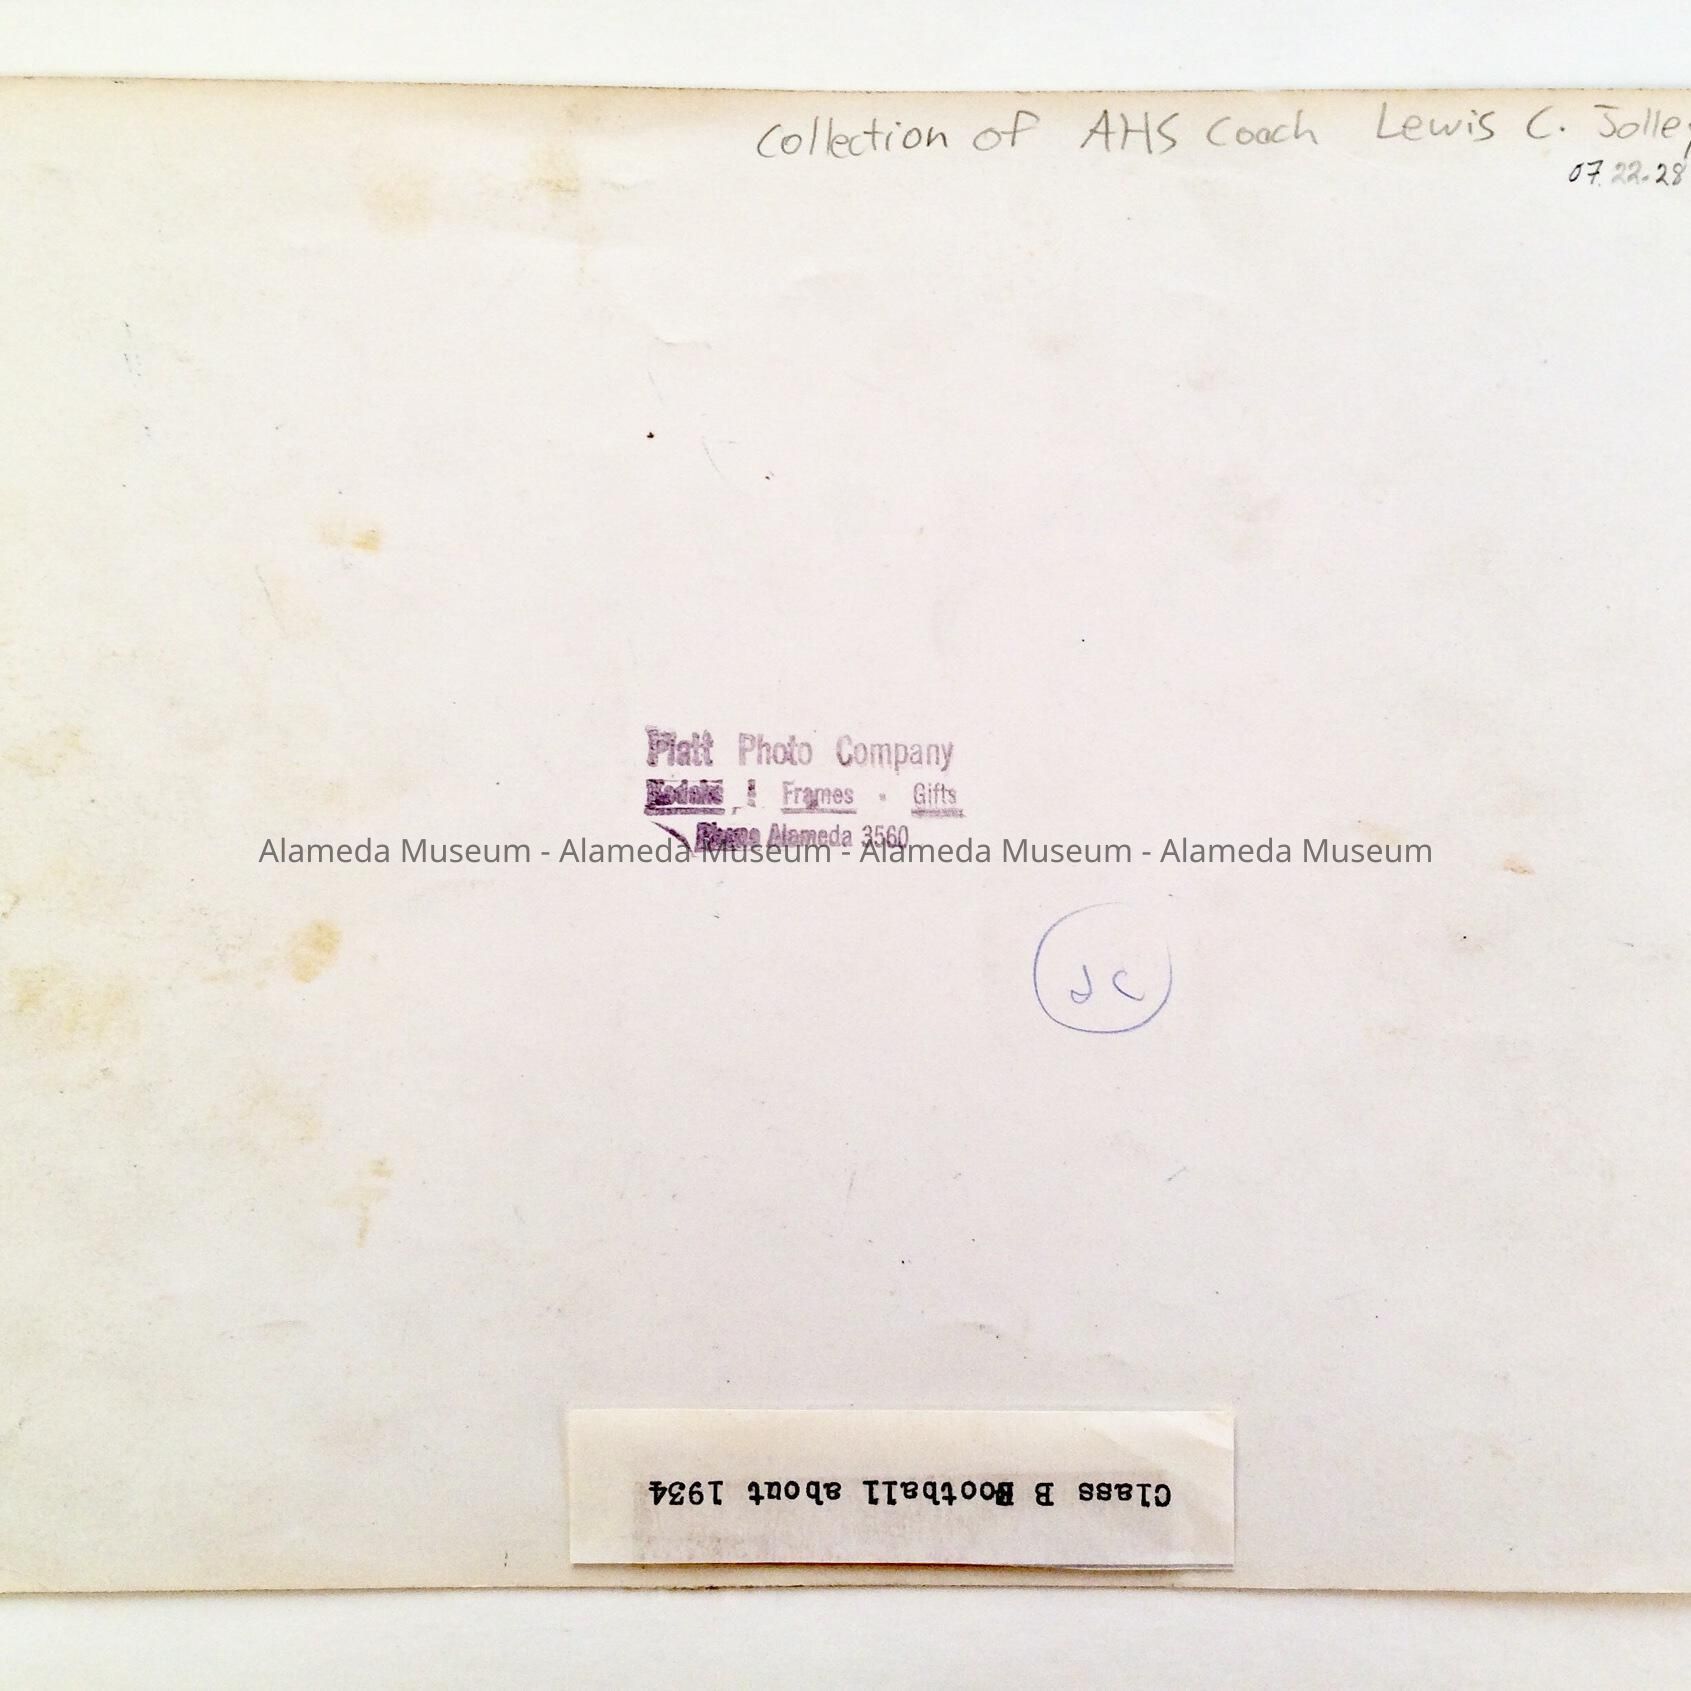 Collection of AHS Coach Lewis C. Jolley
07.22-28
Platt Photo Company
Kodaks Frames - Gifts
Phone Alameda 3560
Alameda Museum - Alameda Museum - Alameda Museum - Alameda Museum
JC
Class B Football about 1934